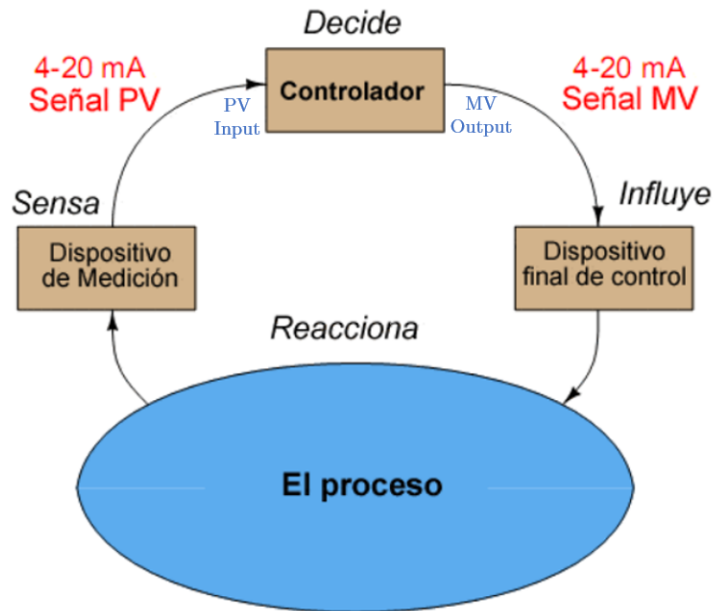 Decide
4-20 mA
Señal PV
Controlador
4-20 mA
Señal MV
PV
Input
MV
Output
Sensa
Influye
Dispositivo
de Medición
Dispositivo
final de control
Reacciona
El proceso